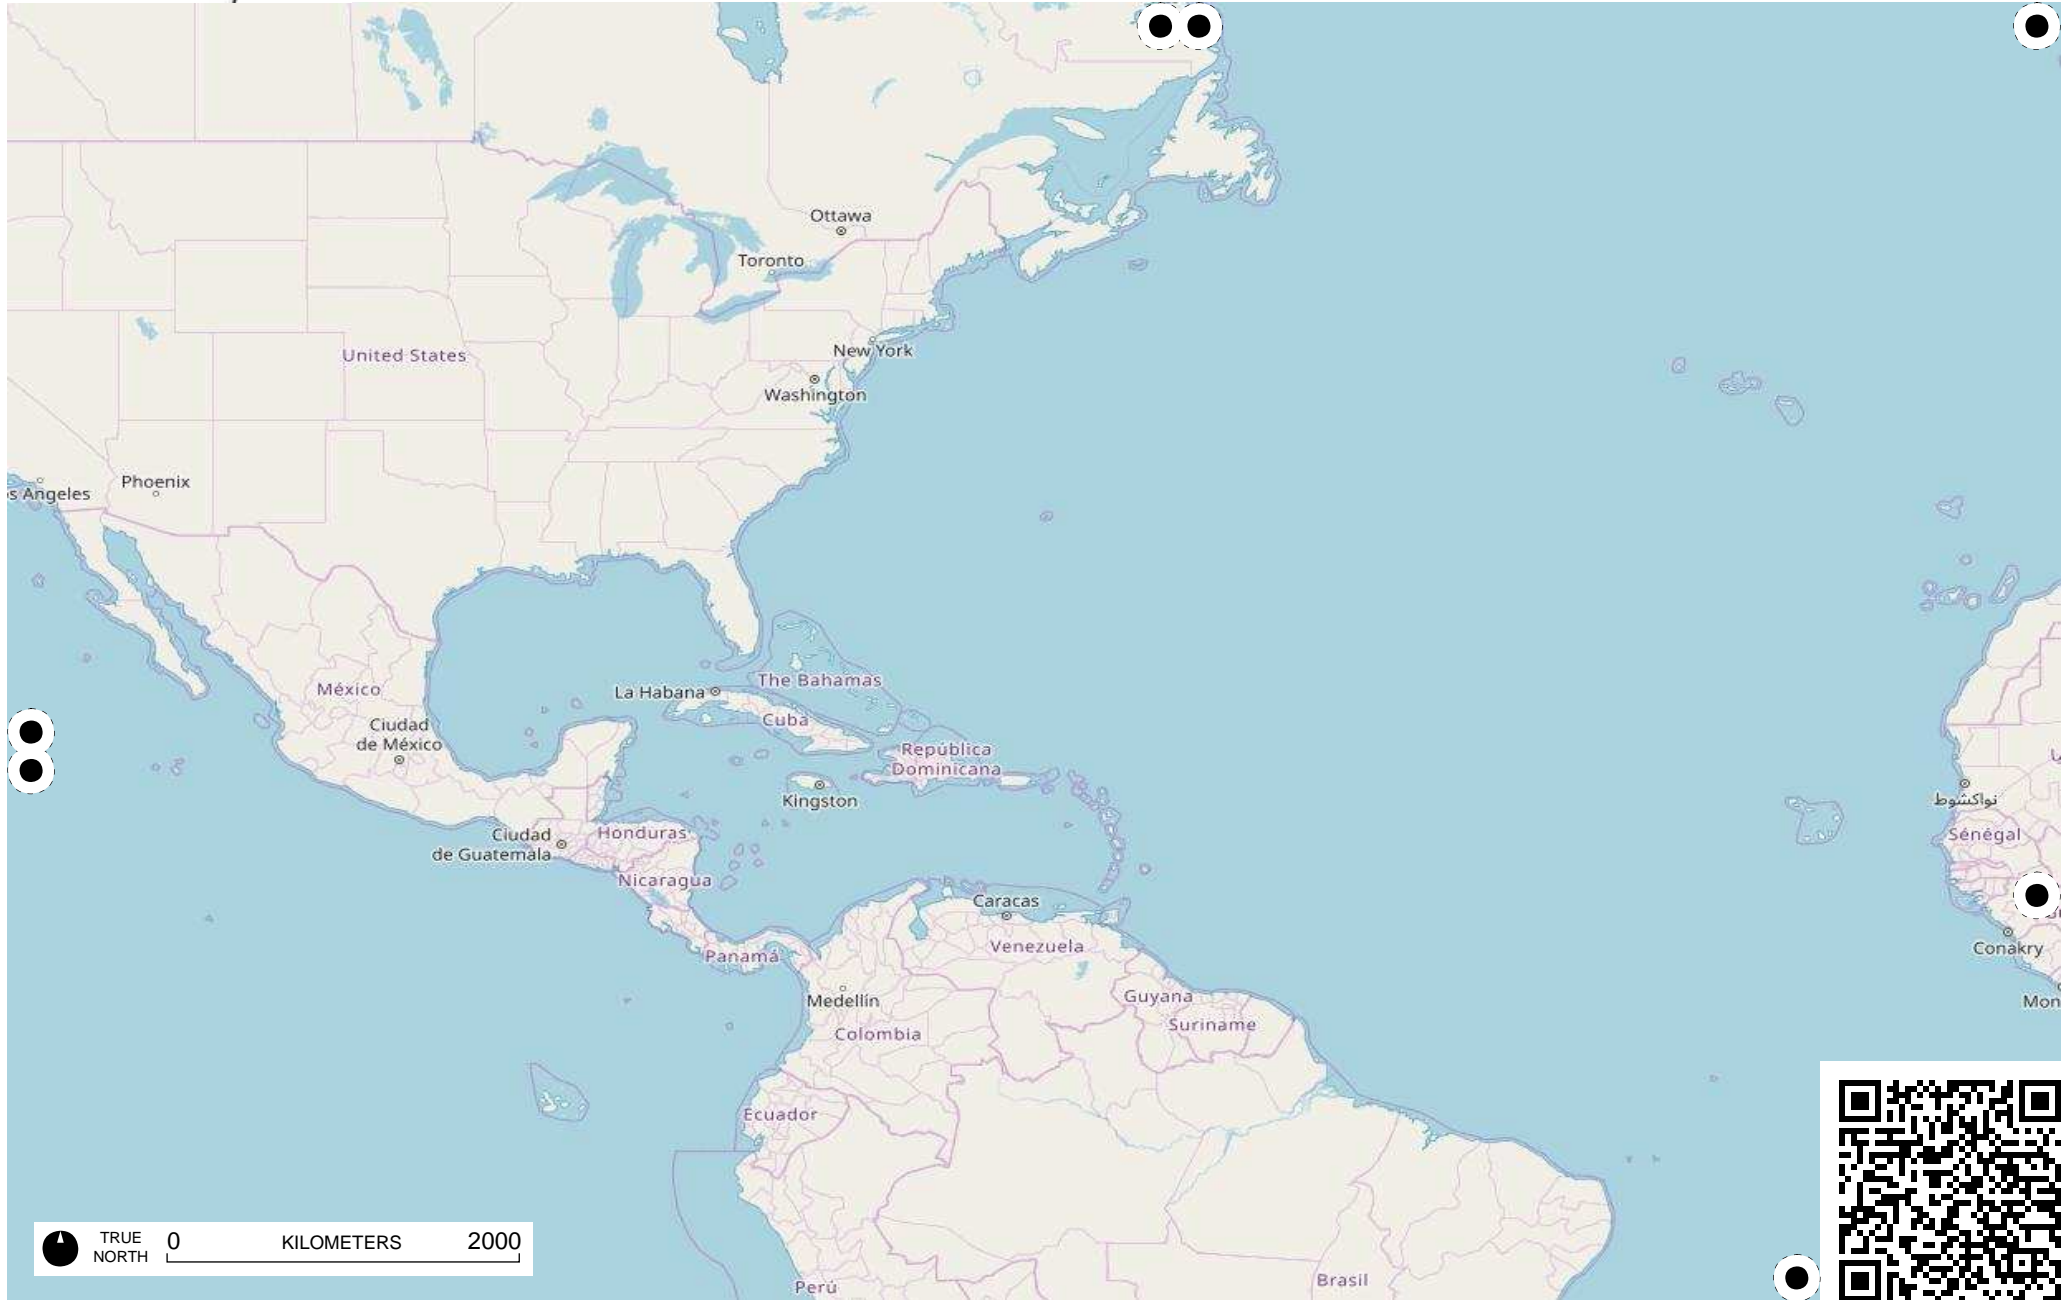 Ottawa
Toronto
United States
New York
Washington
Phoenix
os Angeles
La Habana
The Bahamas
México
Cuba
Ciudad
de México
República
Dominicana
Kingston
نواكشوط
Ciudad
de Guatemala
Honduras
Sénégal
Nicaragua
Caracas
Venezuela
Conakry
Panamá
Medellín
Guyana
Mon
Suriname
Colombia
Ecuador
TRUE
NORTH
0 KILOMETERS 2000
Perú
Brasil